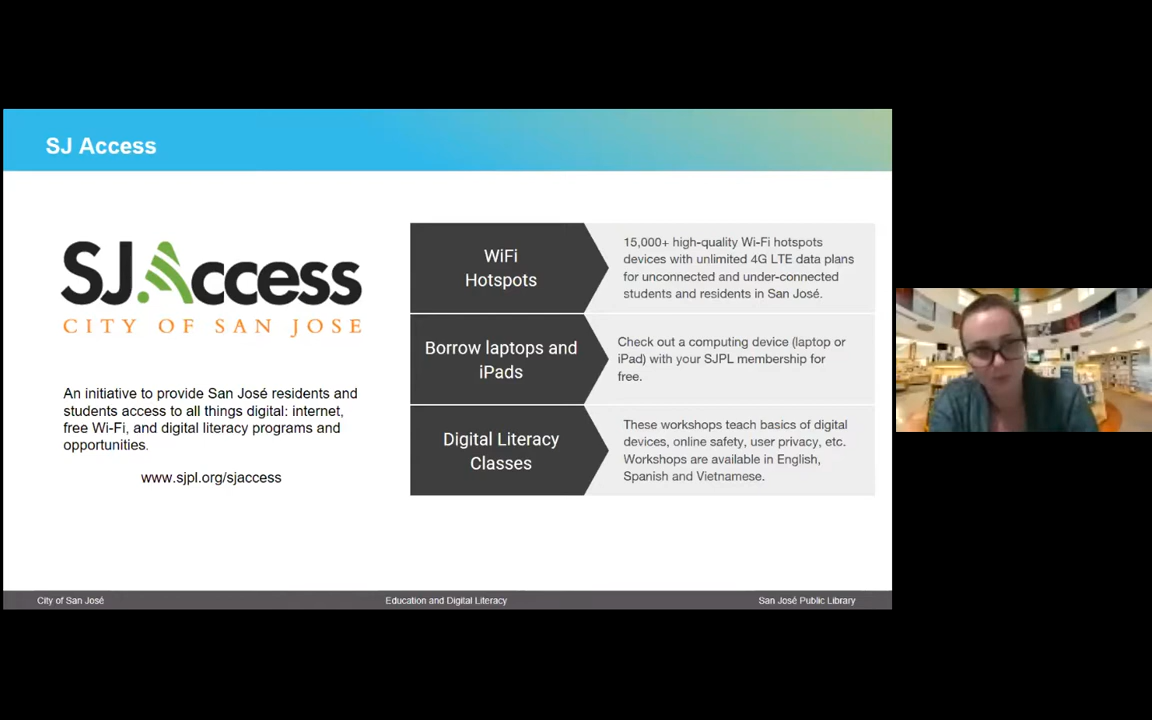 SJ Access
SJ Access
CITY OF SAN JOSE
An initiative to provide San José residents and
students access to all things digital: internet,
free Wi-Fi, and digital literacy programs and
opportunities.
www.sjpl.org/sjaccess
WiFi
Hotspots
15,000+ high-quality Wi-Fi hotspots
devices with unlimited 4G LTE data plans
for unconnected and under-connected
students and residents in San José.
Borrow laptops and
iPads
Check out a computing device (laptop or
iPad) with your SJPL membership for
free.
Digital Literacy
Classes
These workshops teach basics of digital
devices, online safety, user privacy, etc.
Workshops are available in English,
Spanish and Vietnamese.
City of San José
Education and Digital Literacy
San José Public Library